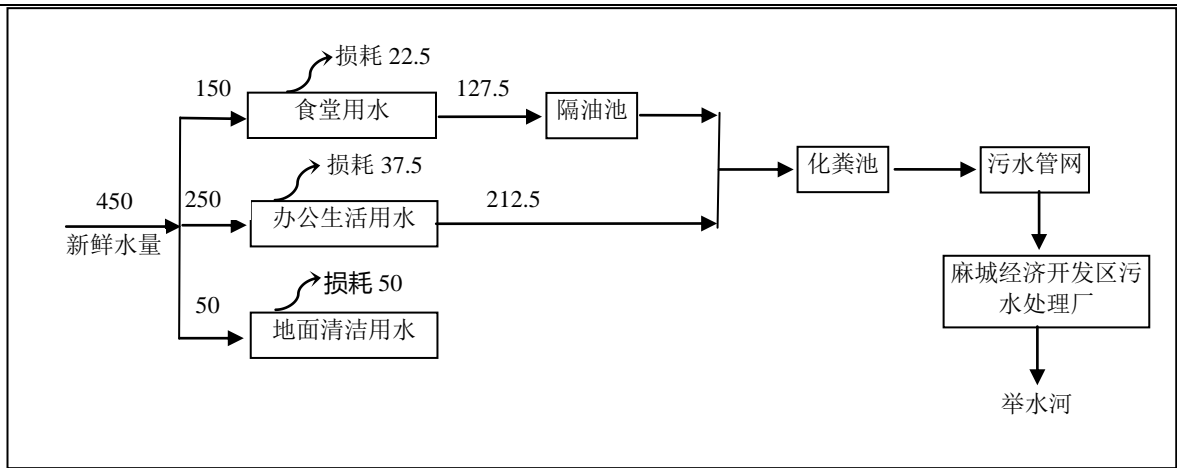 损耗 22.5
150
食堂用水
127.5
隔油池
损耗 37.5
450
250
办公生活用水
212.5
化粪池
污水管网
新鲜水量
损耗 50
50
地面清洁用水
麻城经济开发区污
水处理厂
举水河